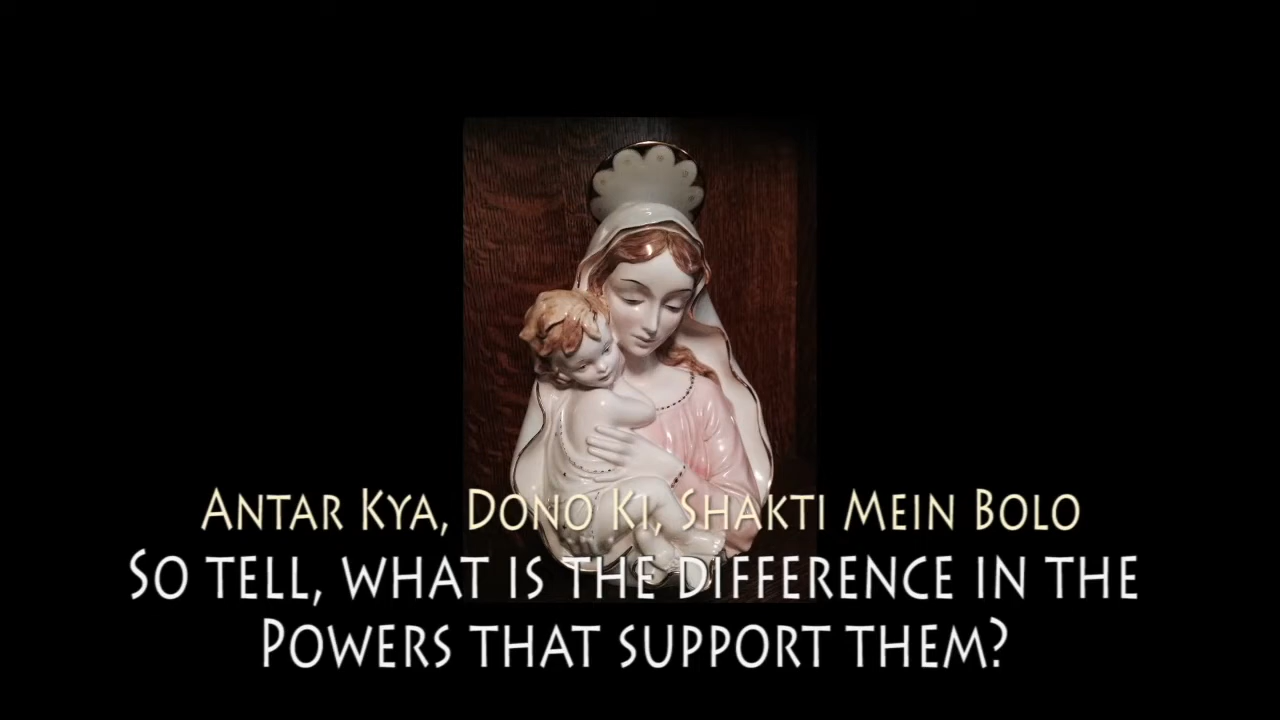 Antar Kya, Dono Ki, Shakti Mein Bolo
So tell, what is the difference in the
Powers that support them?